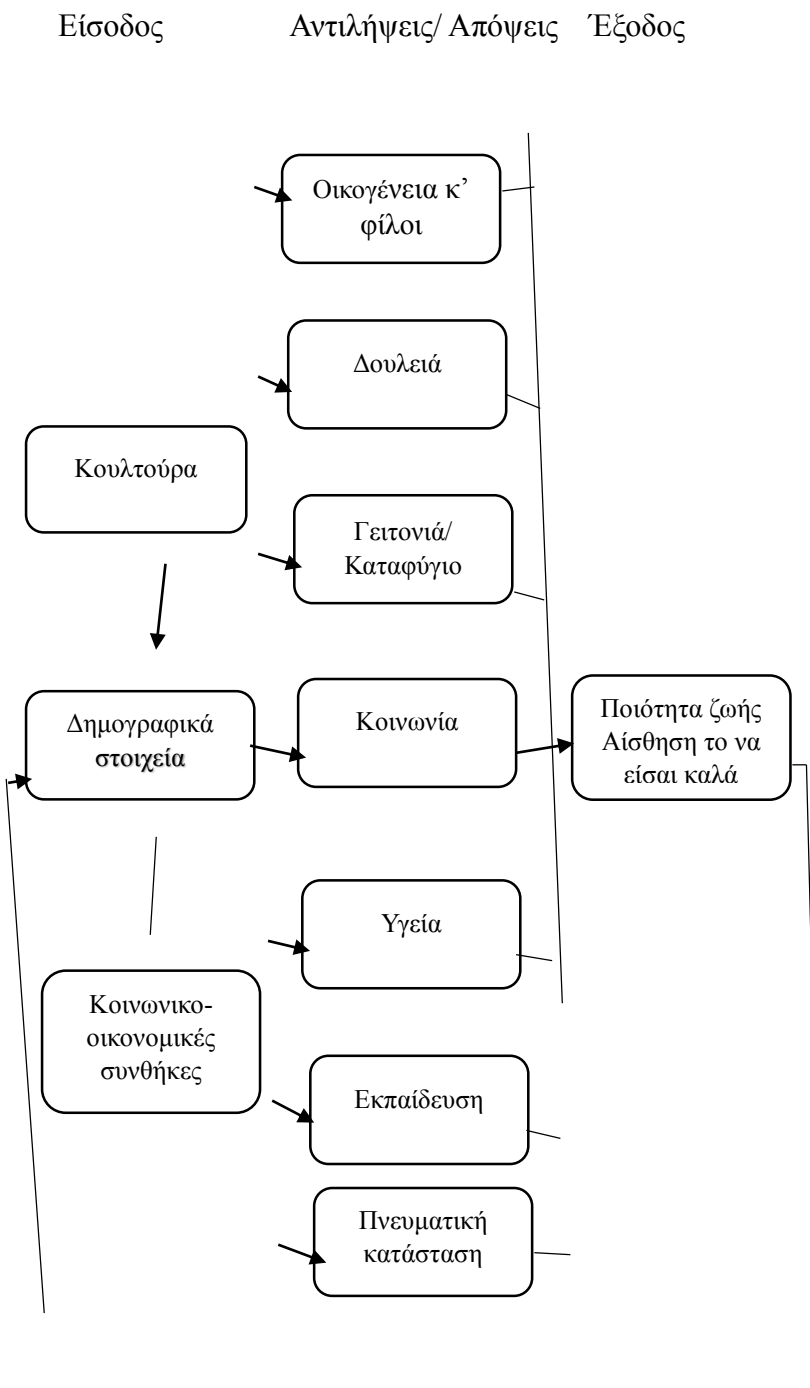 Είσοδος Αντιλήψεις/ Απόψεις Έξοδος
Οικογένεια κ’
φίλοι
Δουλειά
Κουλτούρα
Γειτονιά/
Καταφύγιο
Δημογραφικά
στοιχεία
Κοινωνία
Ποιότητα ζωής
Αίσθηση το να
είσαι καλά
Υγεία
Κοινωνικο-
οικονομικές
συνθήκες
Εκπαίδευση
Πνευματική
κατάσταση